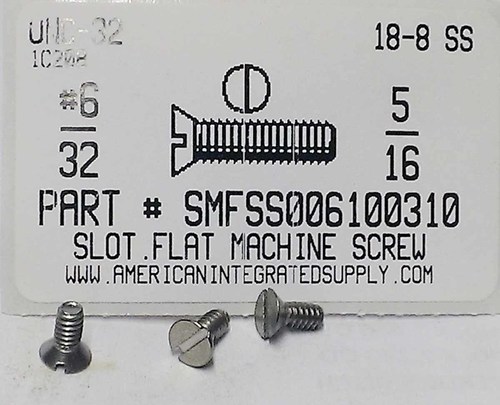 UNC-32
18-8 SS
1C208
#6
32
5
16
PART # SMFSS006100310
SLOT.FLAT MACHINE SCREW
WWW.AMERICANINTEGRATEDSUPPLY.COM